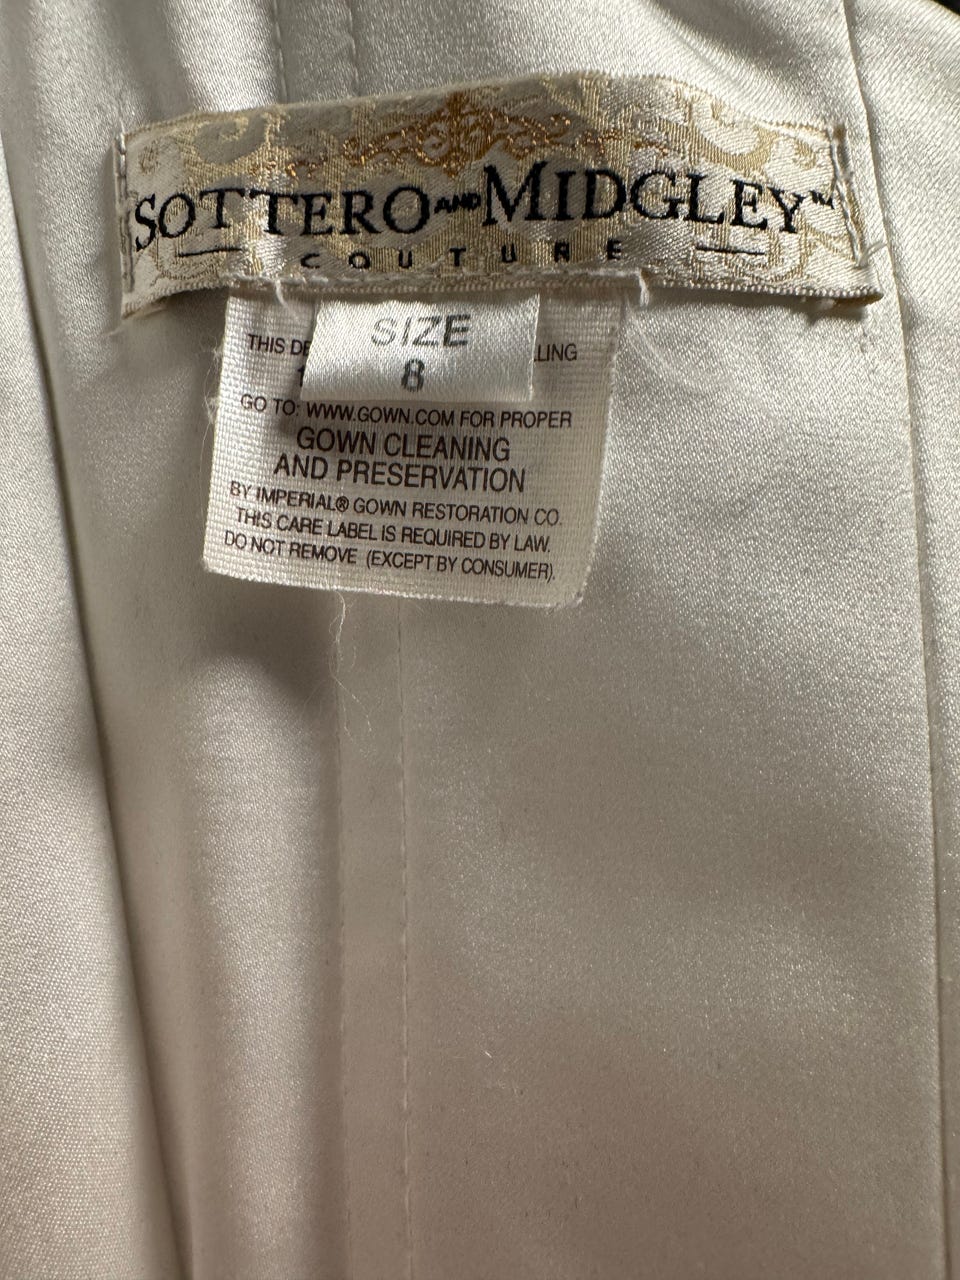 SOTTERO AND MIDGLEY™
COUTURE
SIZE
8
THIS
GO TO: WWW.GOWN.COM FOR PROPER
GOWN CLEANING
AND PRESERVATION
BY IMPERIAL® GOWN RESTORATION CO.
THIS CARE LABEL IS REQUIRED BY LAW.
DO NOT REMOVE (EXCEPT BY CONSUMER).